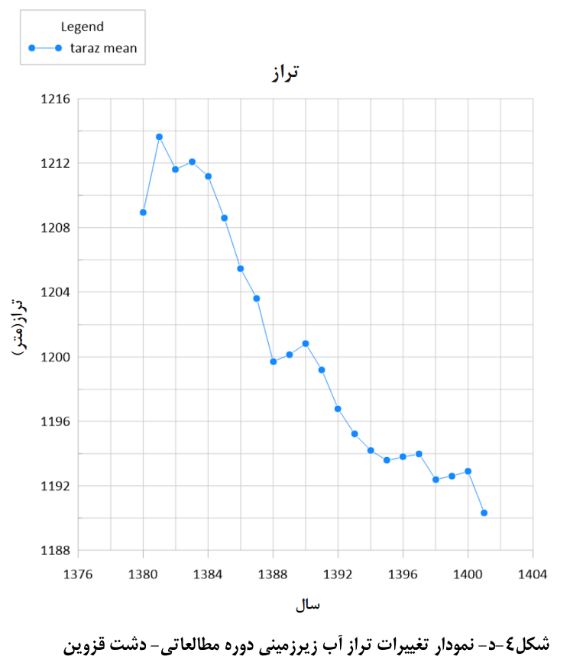 Legend
taraz mean
تراز
1216
1212
1208
1204
1200
1196
1192
1188
تراز(متر)
1376 1380 1384 1388 1392 1396 1400 1404
سال
شکل٤-د- نمودار تغییرات تراز آب زیرزمینی دوره مطالعاتی- دشت قزوین